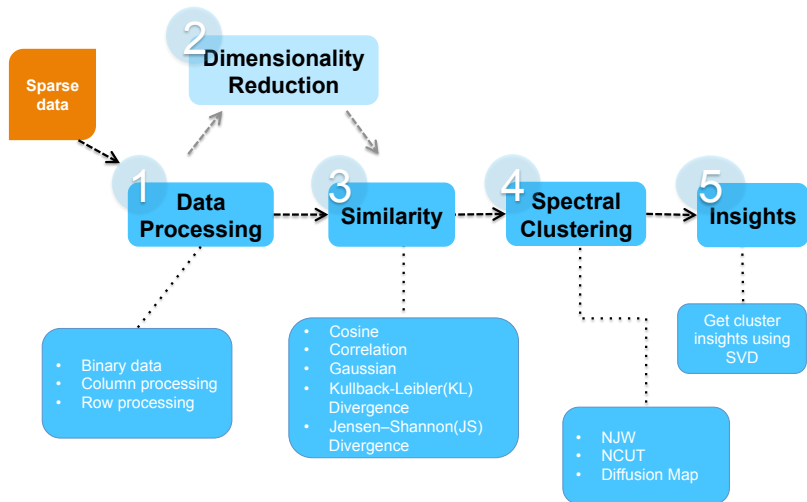 2
Dimensionality
Reduction
Sparse
data
1
Data
Processing
3
Similarity
4
Spectral
Clustering
5
Insights
• Binary data
• Column processing
• Row processing
• Cosine
• Correlation
• Gaussian
• Kullback-Leibler(KL)
Divergence
• Jensen–Shannon(JS)
Divergence
• NJW
• NCUT
• Diffusion Map
Get cluster
insights using
SVD